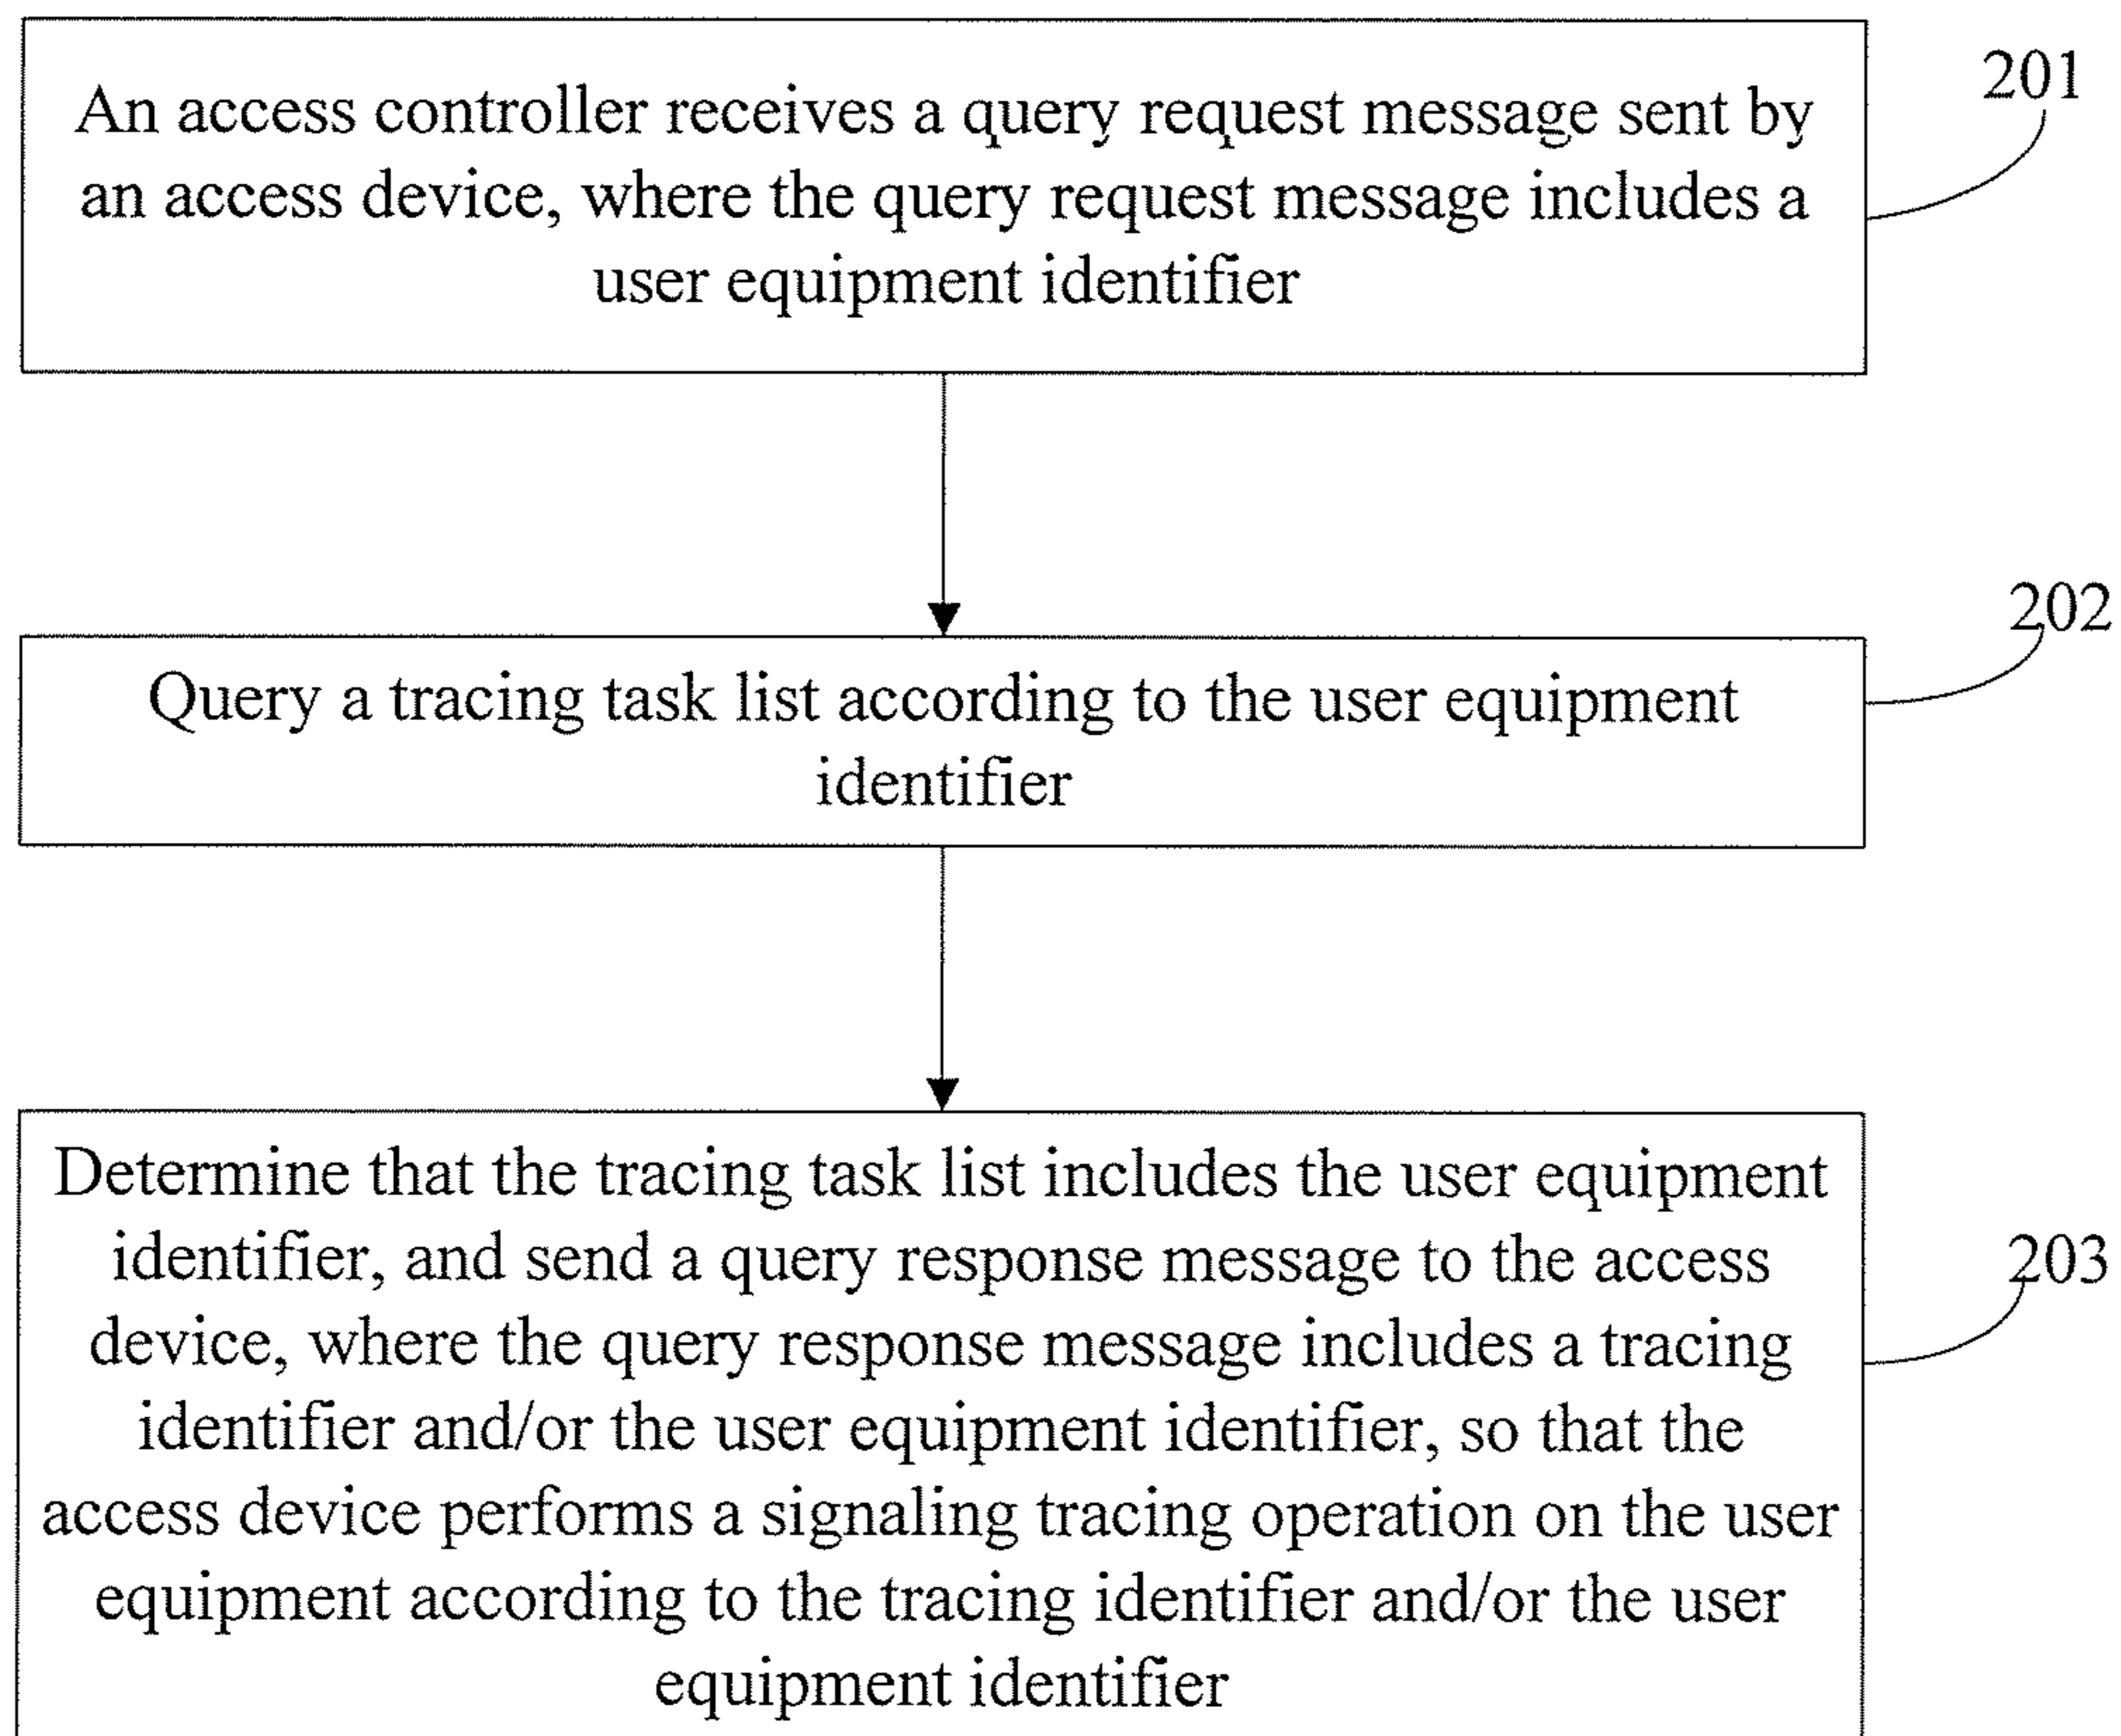 An access controller receives a query request message sent by
an access device, where the query request message includes a
user equipment identifier
201
Query a tracing task list according to the user equipment
identifier
202
Determine that the tracing task list includes the user equipment
identifier, and send a query response message to the access
device, where the query response message includes a tracing
identifier and/or the user equipment identifier, so that the
access device performs a signaling tracing operation on the user
equipment according to the tracing identifier and/or the user
equipment identifier
203